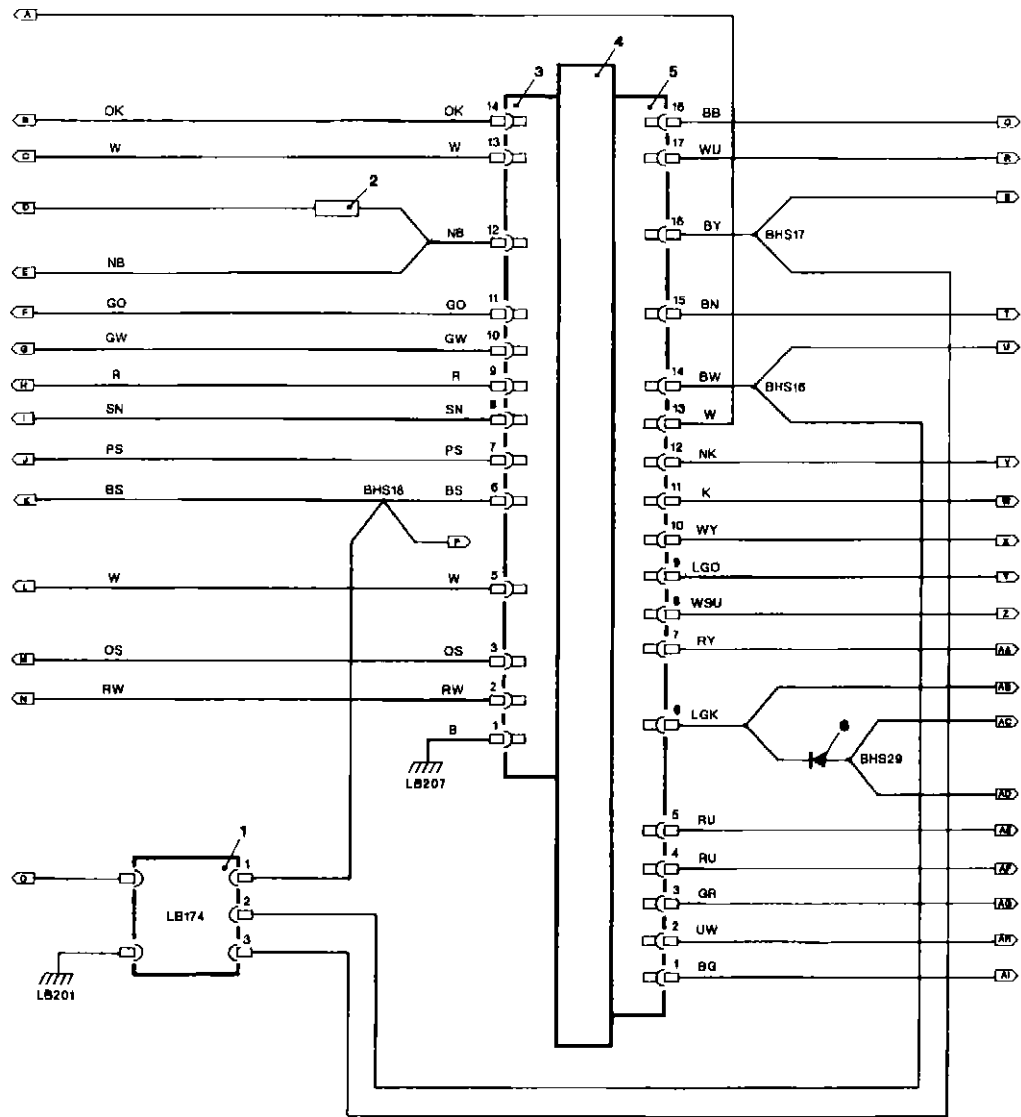 A
4
3
5
14
OK
OK
16
BB
B
W
W
13
17
WU
R
2
D
12
NB
16
BY
BHS17
E
NB
GO
GO
11
15
BN
T
F
GW
GW
10
U
G
R
R
9
14
BW
BHS16
H
SN
SN
8
13
W
I
PS
PS
7
12
NK
J
BS
BHS18
BS
6
11
K
W
K
P
10
WY
X
W
W
5
9
LGO
Y
L
8
WSU
Z
OS
OS
3
7
RY
AA
M
RW
RW
2
AB
N
6
LGK
AC
B
1
6
BHS29
LB207
AD
5
RU
AE
1
4
RU
AF
1
LB174
2
3
GR
AG
3
2
UW
AH
LB201
1
BG
AI